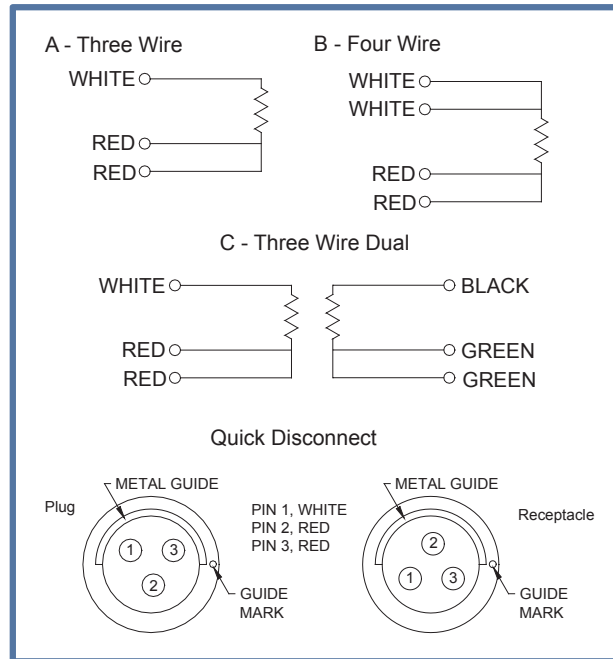 A - Three Wire
WHITE
RED
RED
B - Four Wire
WHITE
WHITE
RED
RED
C - Three Wire Dual
WHITE
RED
RED
BLACK
GREEN
GREEN
Quick Disconnect
Plug
METAL GUIDE
1
3
2
GUIDE
MARK
PIN 1, WHITE
PIN 2, RED
PIN 3, RED
METAL GUIDE
Receptacle
2
1
3
GUIDE
MARK